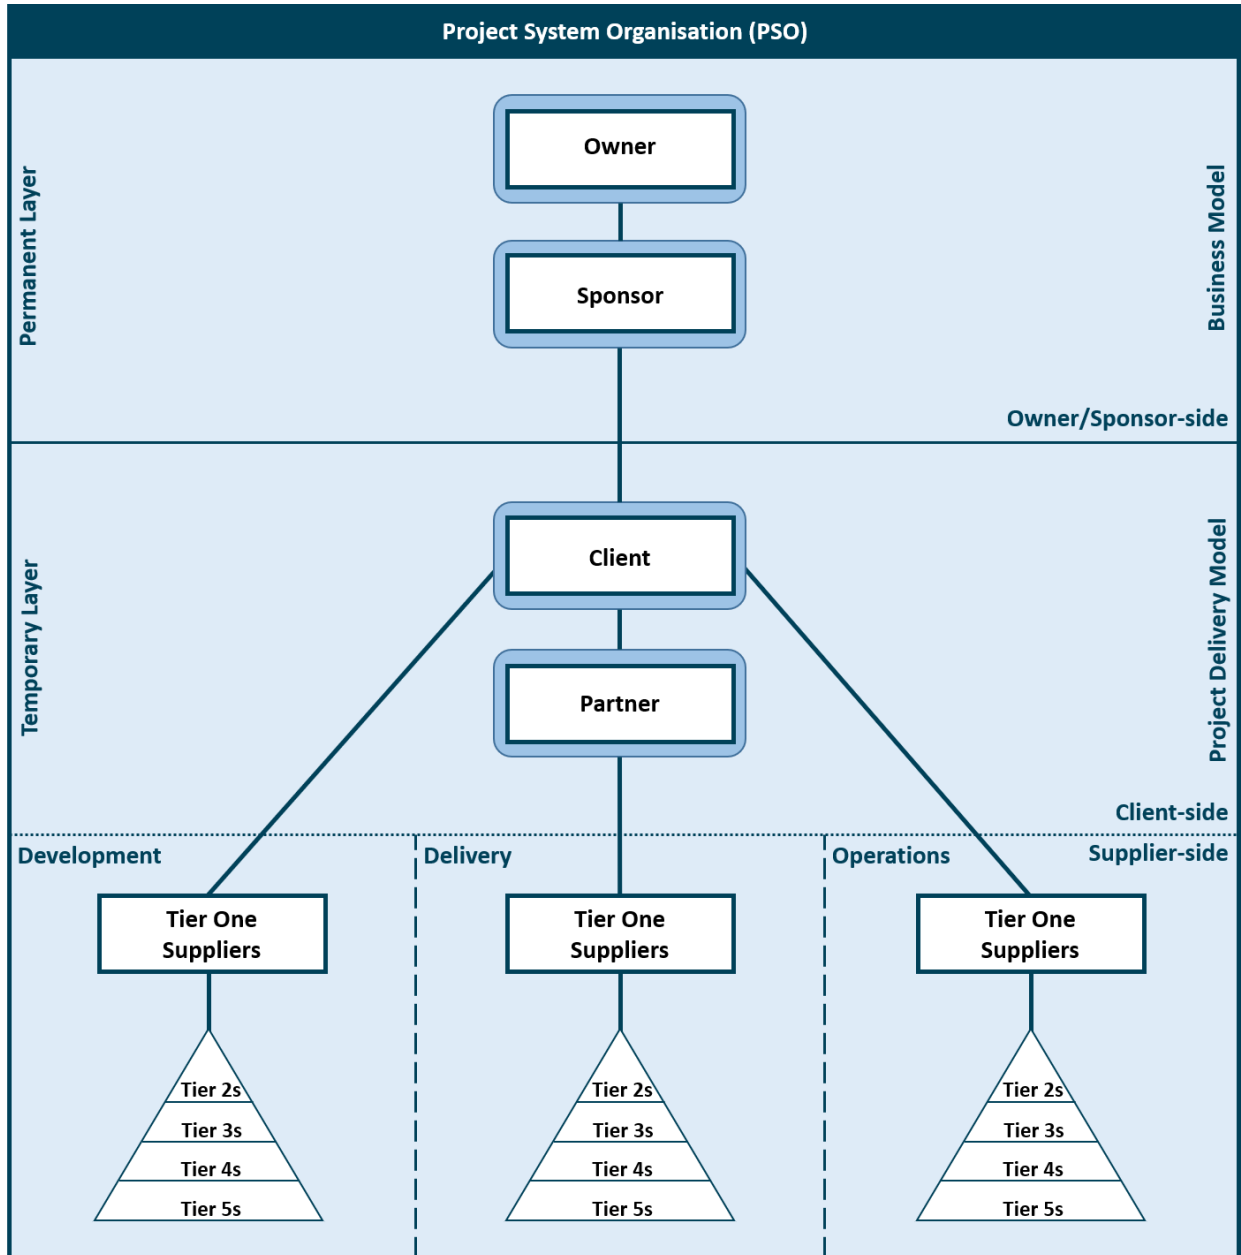 Project System Organisation (PSO)
Permanent Layer
Owner
Sponsor
Business Model
Owner/Sponsor-side
Temporary Layer
Client
Partner
Project Delivery Model
Client-side
Development
Delivery
Operations
Supplier-side
Tier One
Suppliers
Tier 2s
Tier 3s
Tier 4s
Tier 5s
Tier One
Suppliers
Tier 2s
Tier 3s
Tier 4s
Tier 5s
Tier One
Suppliers
Tier 2s
Tier 3s
Tier 4s
Tier 5s